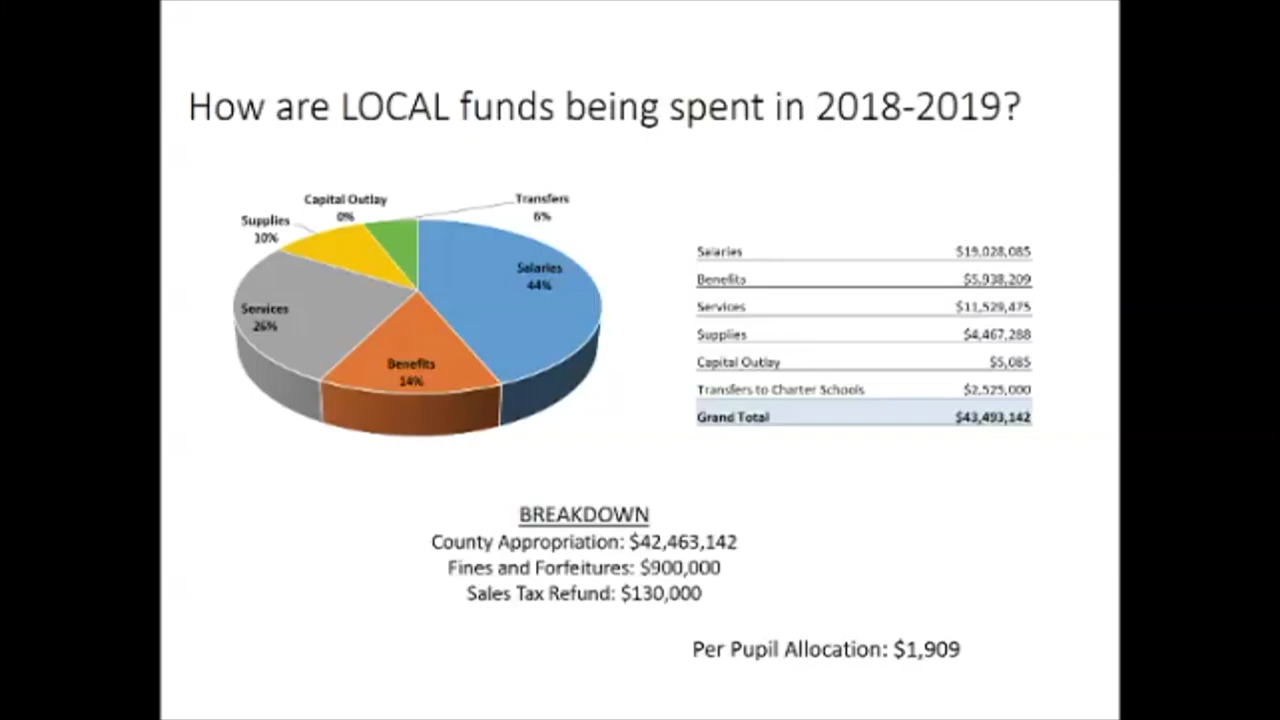 How are LOCAL funds being spent in 2018-2019?
Capital Outlay
0%
Transfers
6%
Supplies
10%
Salaries
44%
Services
26%
Benefits
14%
Salaries $19,028,085
Benefits $5,938,209
Services $11,529,475
Supplies $4,467,288
Capital Outlay $5,085
Transfers to Charter Schools $2,525,000
Grand Total $43,493,142
BREAKDOWN
County Appropriation: $42,463,142
Fines and Forfeitures: $900,000
Sales Tax Refund: $130,000
Per Pupil Allocation: $1,909